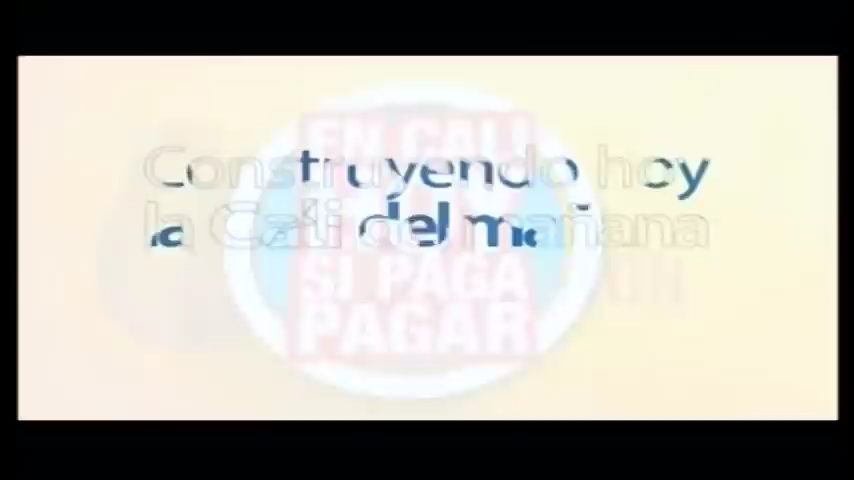 Construyendo hoy
la Cali del mañana
EN CALI
SI PAGA
PAGAR